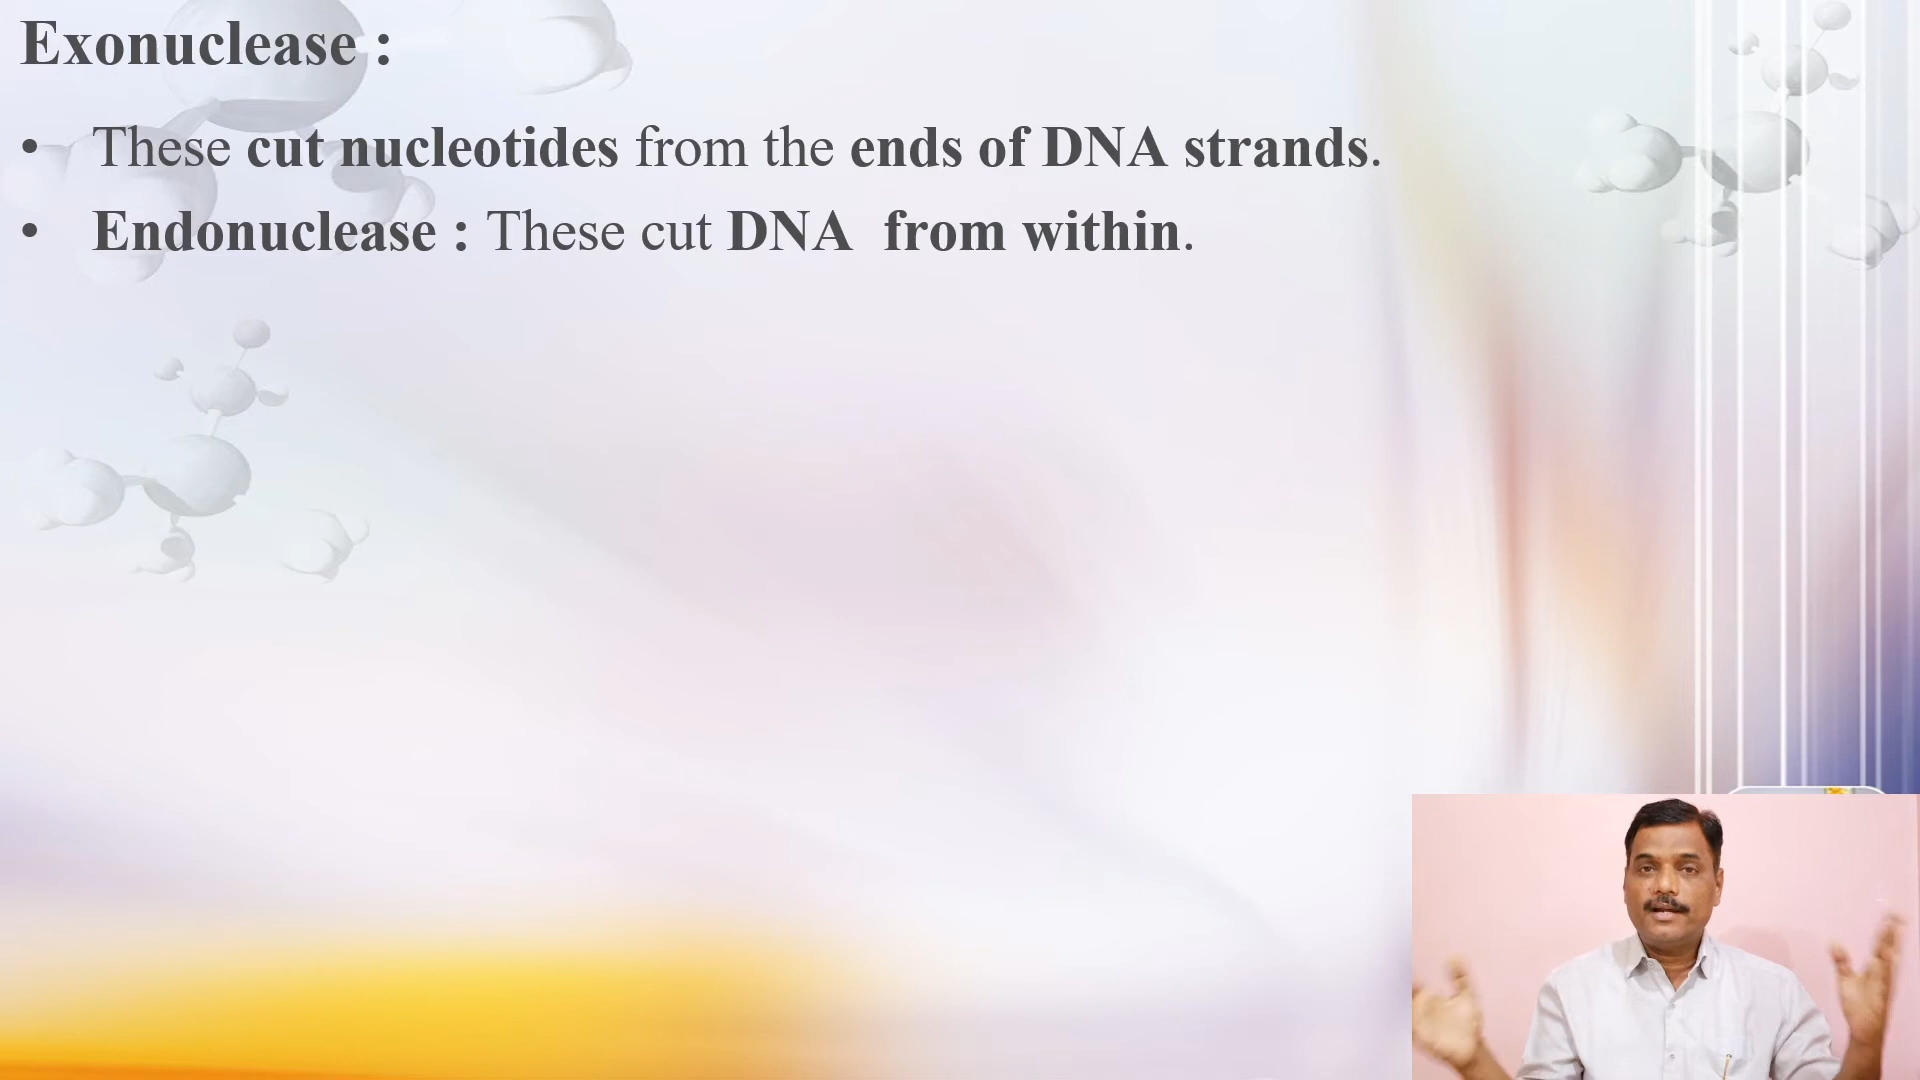 Exonuclease :
• These cut nucleotides from the ends of DNA strands.
• Endonuclease : These cut DNA  from within.